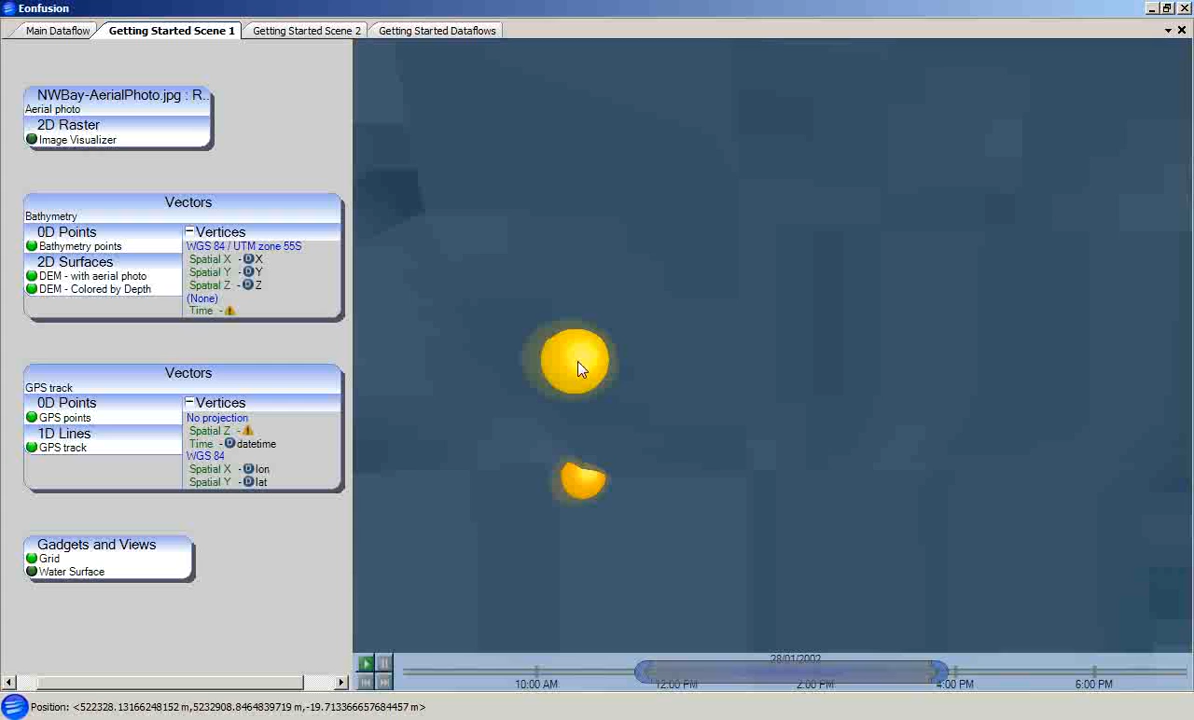 Eonfusion
Main Dataflow
Getting Started Scene 1
Getting Started Scene 2
Getting Started Dataflows
NWBay-AerialPhoto.jpg : R..
Aerial photo
2D Raster
Image Visualizer
Vectors
Bathymetry
0D Points
Bathymetry points
2D Surfaces
DEM - with aerial photo
DEM - Colored by Depth
Vertices
WGS 84 / UTM zone 55S
Spatial X - D X
Spatial Y - D Y
Spatial Z - D Z
(None)
Time -
Vectors
GPS track
0D Points
GPS points
1D Lines
GPS track
Vertices
No projection
Spatial Z -
Time - D datetime
WGS 84
Spatial X - D lon
Spatial Y - D lat
Gadgets and Views
Grid
Water Surface
28/01/2002
10:00 AM 12:00 PM 2:00 PM 4:00 PM 6:00 PM
Position: <522328.13166248152 m,5232908.8464839719 m,-19.713366657684457 m>